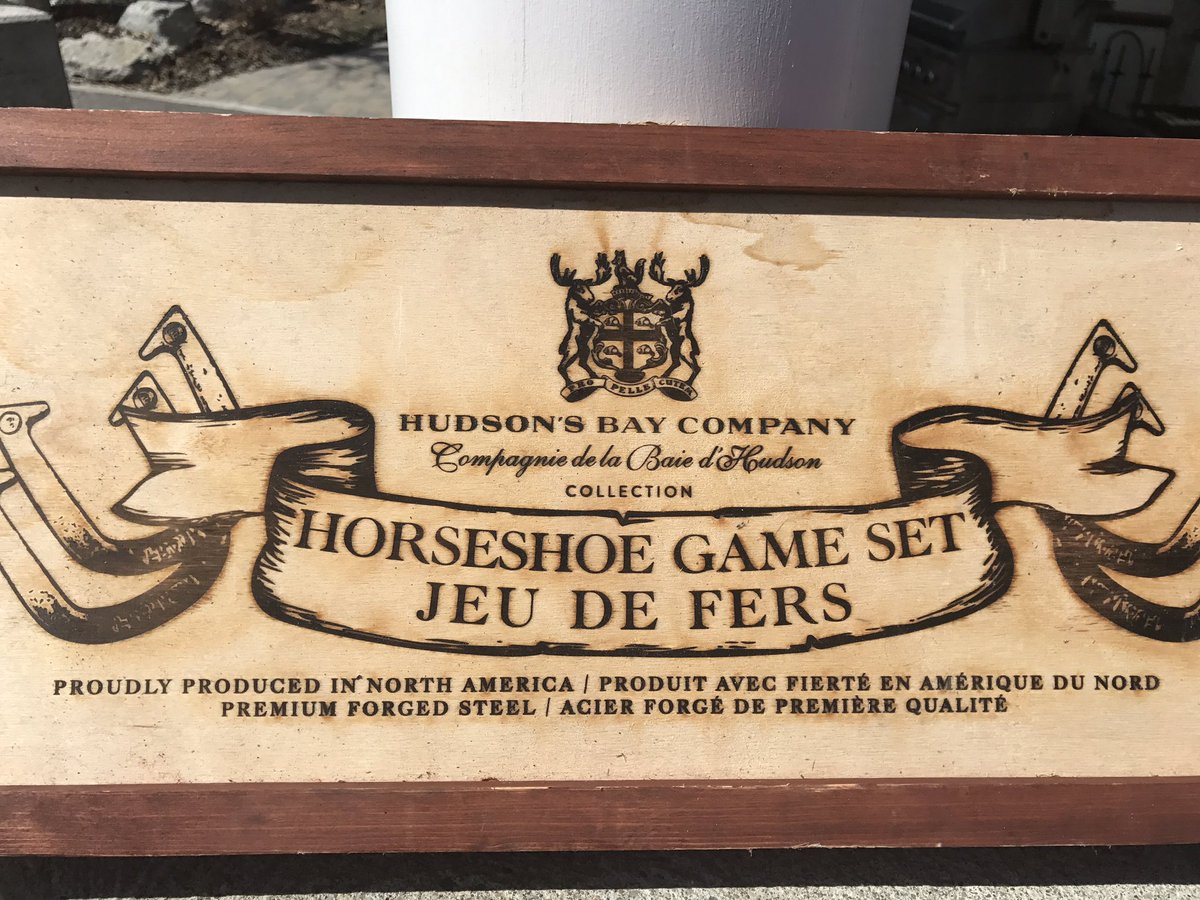 PRO PELLE CUTEM
HUDSON'S BAY COMPANY
Compagnie de la Baie d'Hudson
COLLECTION
HORSESHOE GAME SET
JEU DE FERS
PROUDLY PRODUCED IN NORTH AMERICA / PRODUIT AVEC FIERTÉ EN AMÉRIQUE DU NORD
PREMIUM FORGED STEEL / ACIER FORGÉ DE PREMIÈRE QUALITÉ